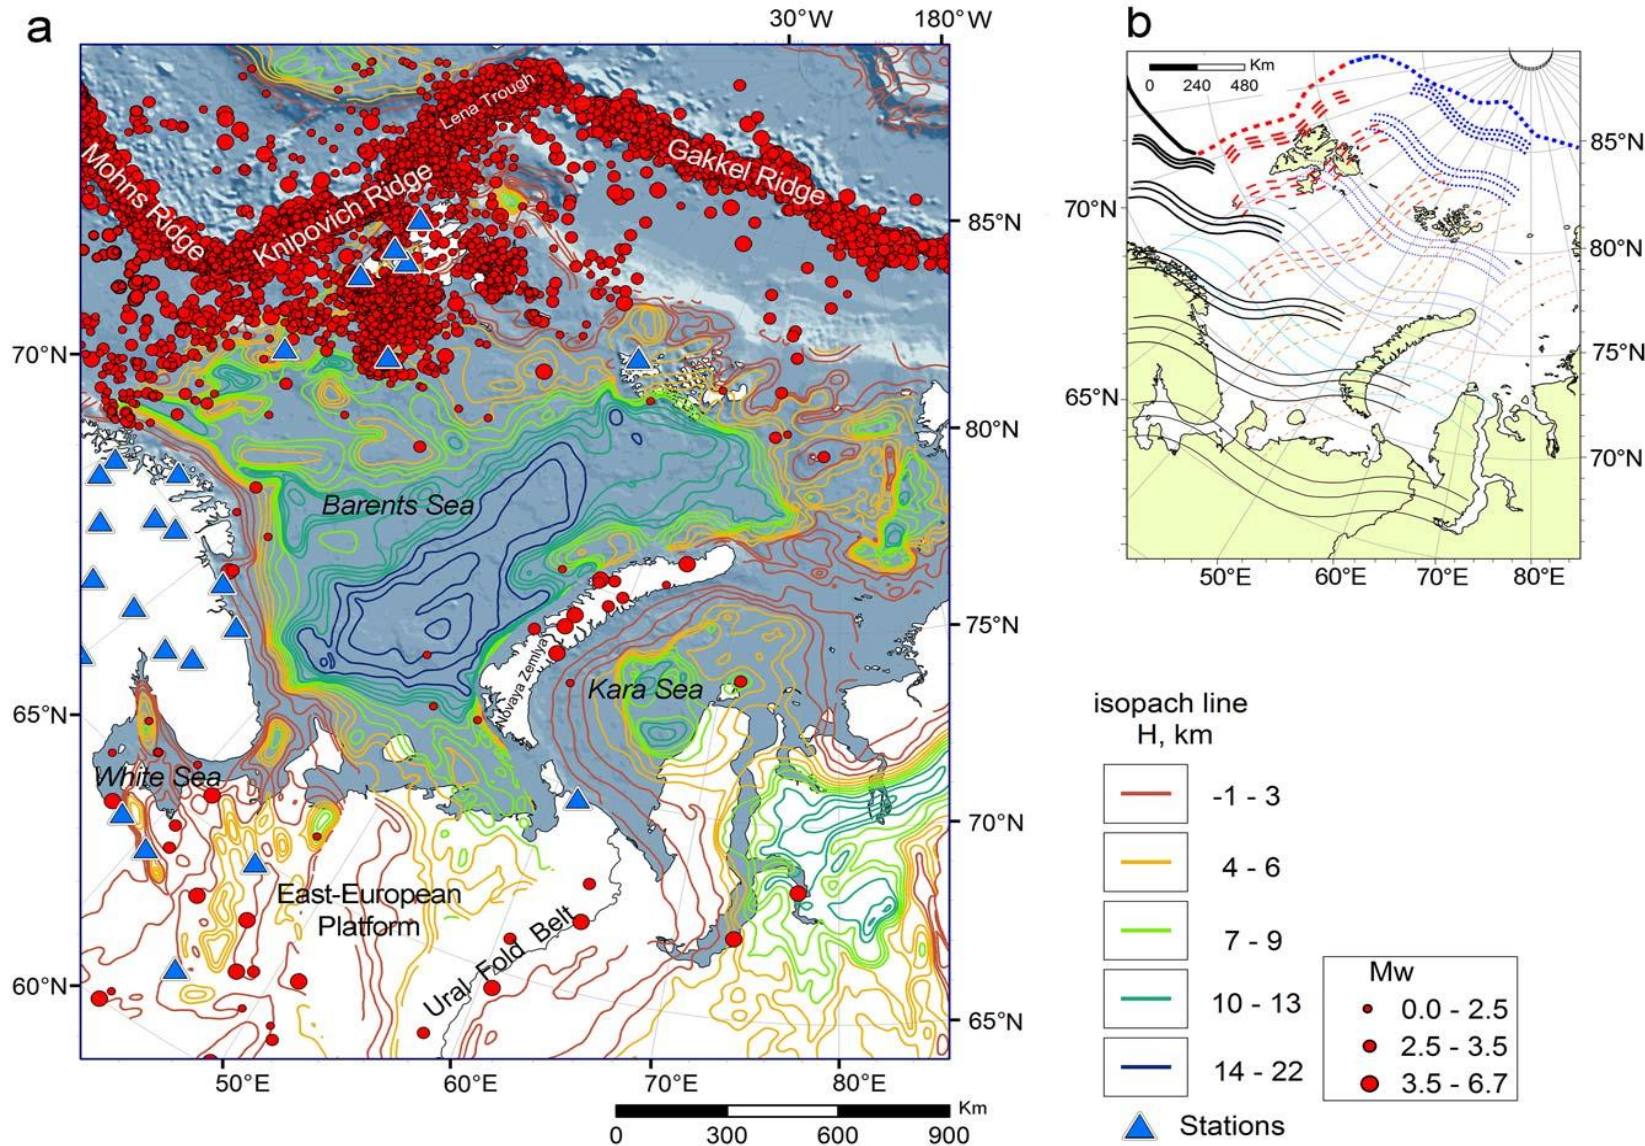 a
30°W 180°W
Lena Trough
Mohns Ridge
Knipovich Ridge
Gakkel Ridge
85°N
70°N
80°N
Barents Sea
75°N
Novaya Zemlya
Kara Sea
65°N
White Sea
70°N
East-European
Platform
Ural Fold Belt
60°N
65°N
50°E 60°E 70°E 80°E
Km
0 300 600 900
b
Km
0 240 480
85°N
70°N
80°N
75°N
65°N
70°N
50°E 60°E 70°E 80°E
isopach line
H, km
-1 - 3
4 - 6
7 - 9
10 - 13
14 - 22
Stations
Mw
0.0 - 2.5
2.5 - 3.5
3.5 - 6.7